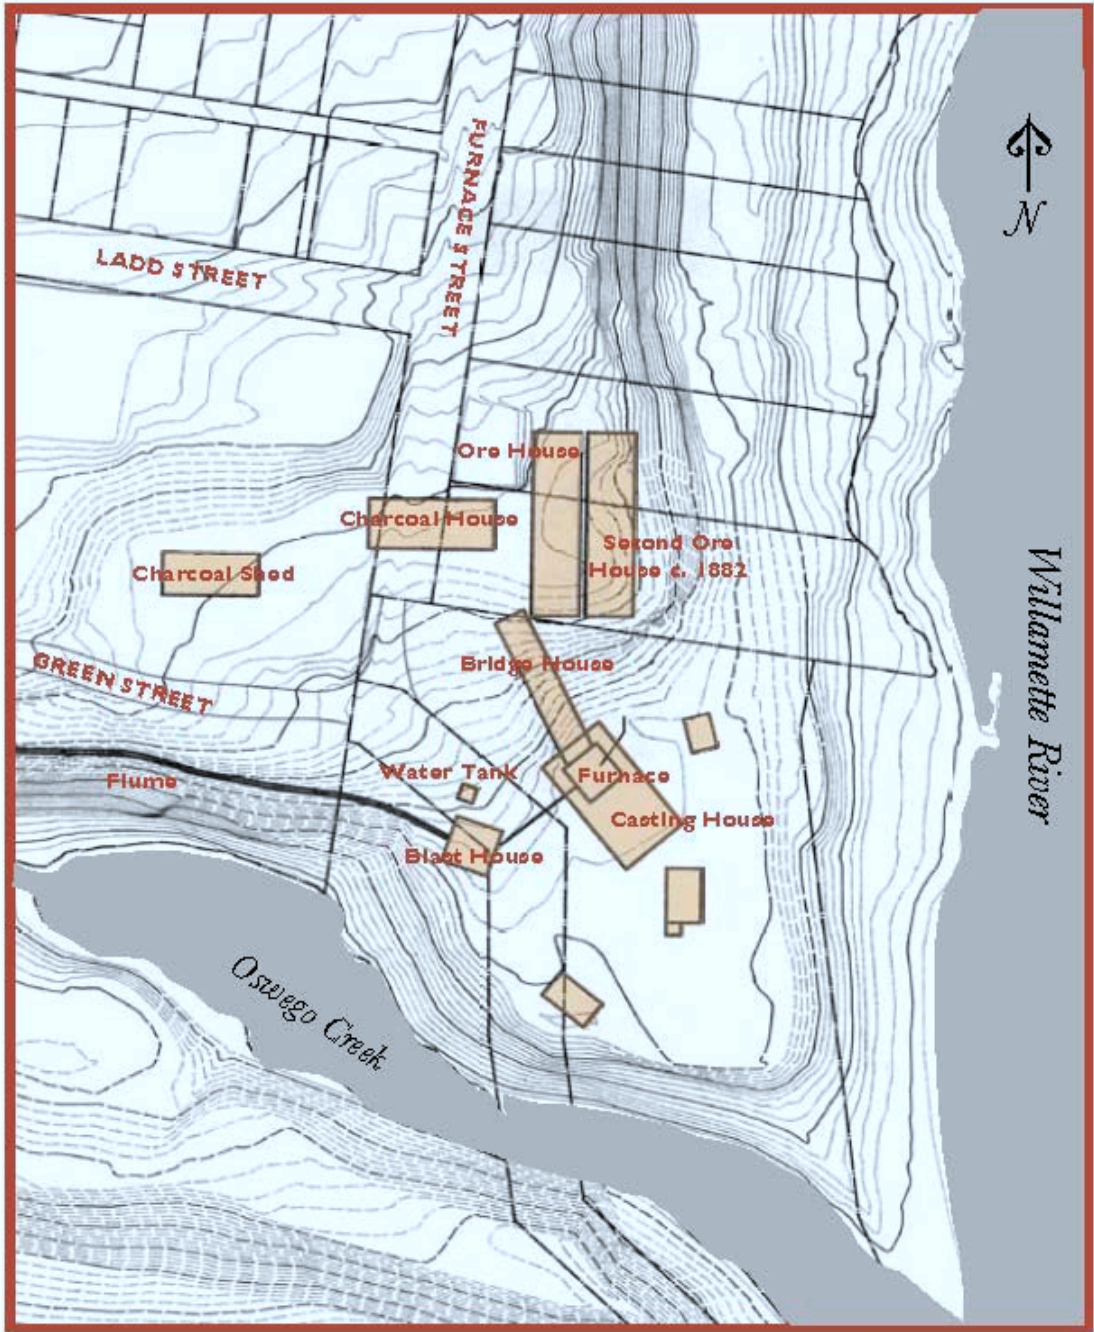 FURNACE STREET
N
LADD STREET
Ore House
Charcoal House
Second Ore
House c. 1882
Charcoal Shed
Willamette River
Bridge House
GREEN STREET
Water Tank
Furnace
Flume
Casting House
Blast House
Oswego Creek